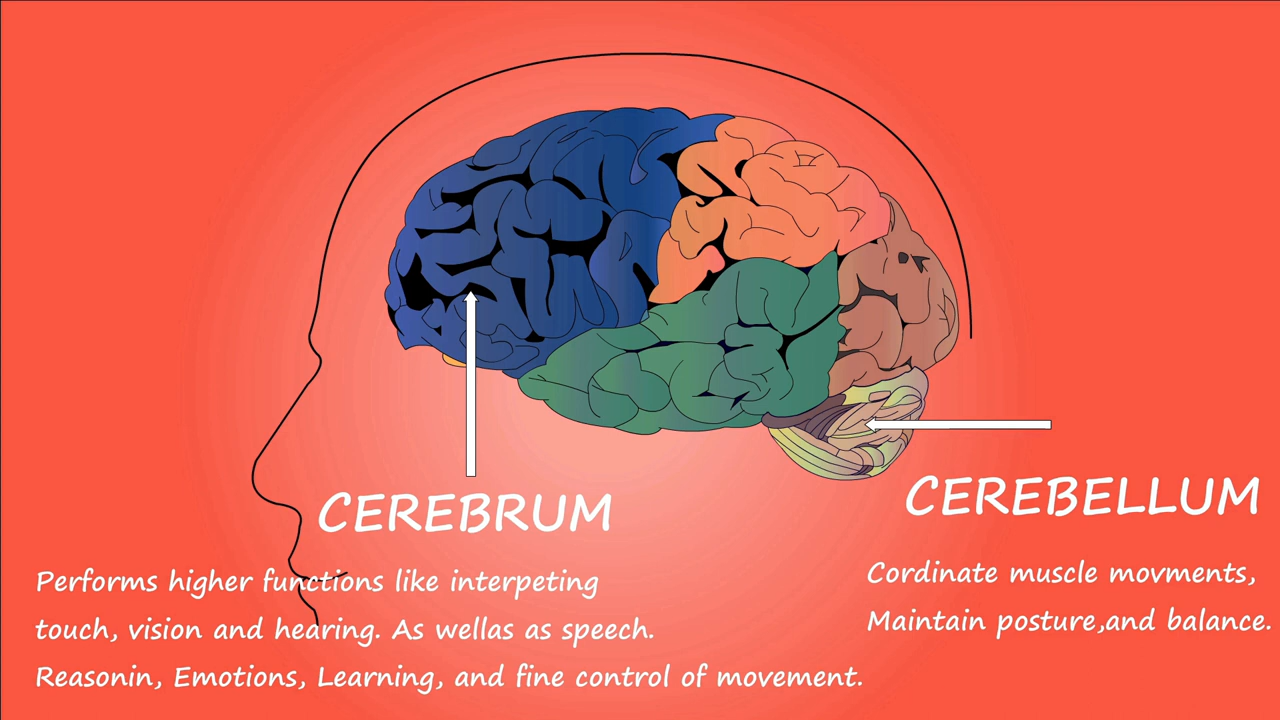 CEREBRUM
Performs higher functions like interpeting
touch, vision and hearing. As wellas as speech.
Reasonin, Emotions, Learning, and fine control of movement.
CEREBELLUM
Cordinate muscle movments,
Maintain posture,and balance.